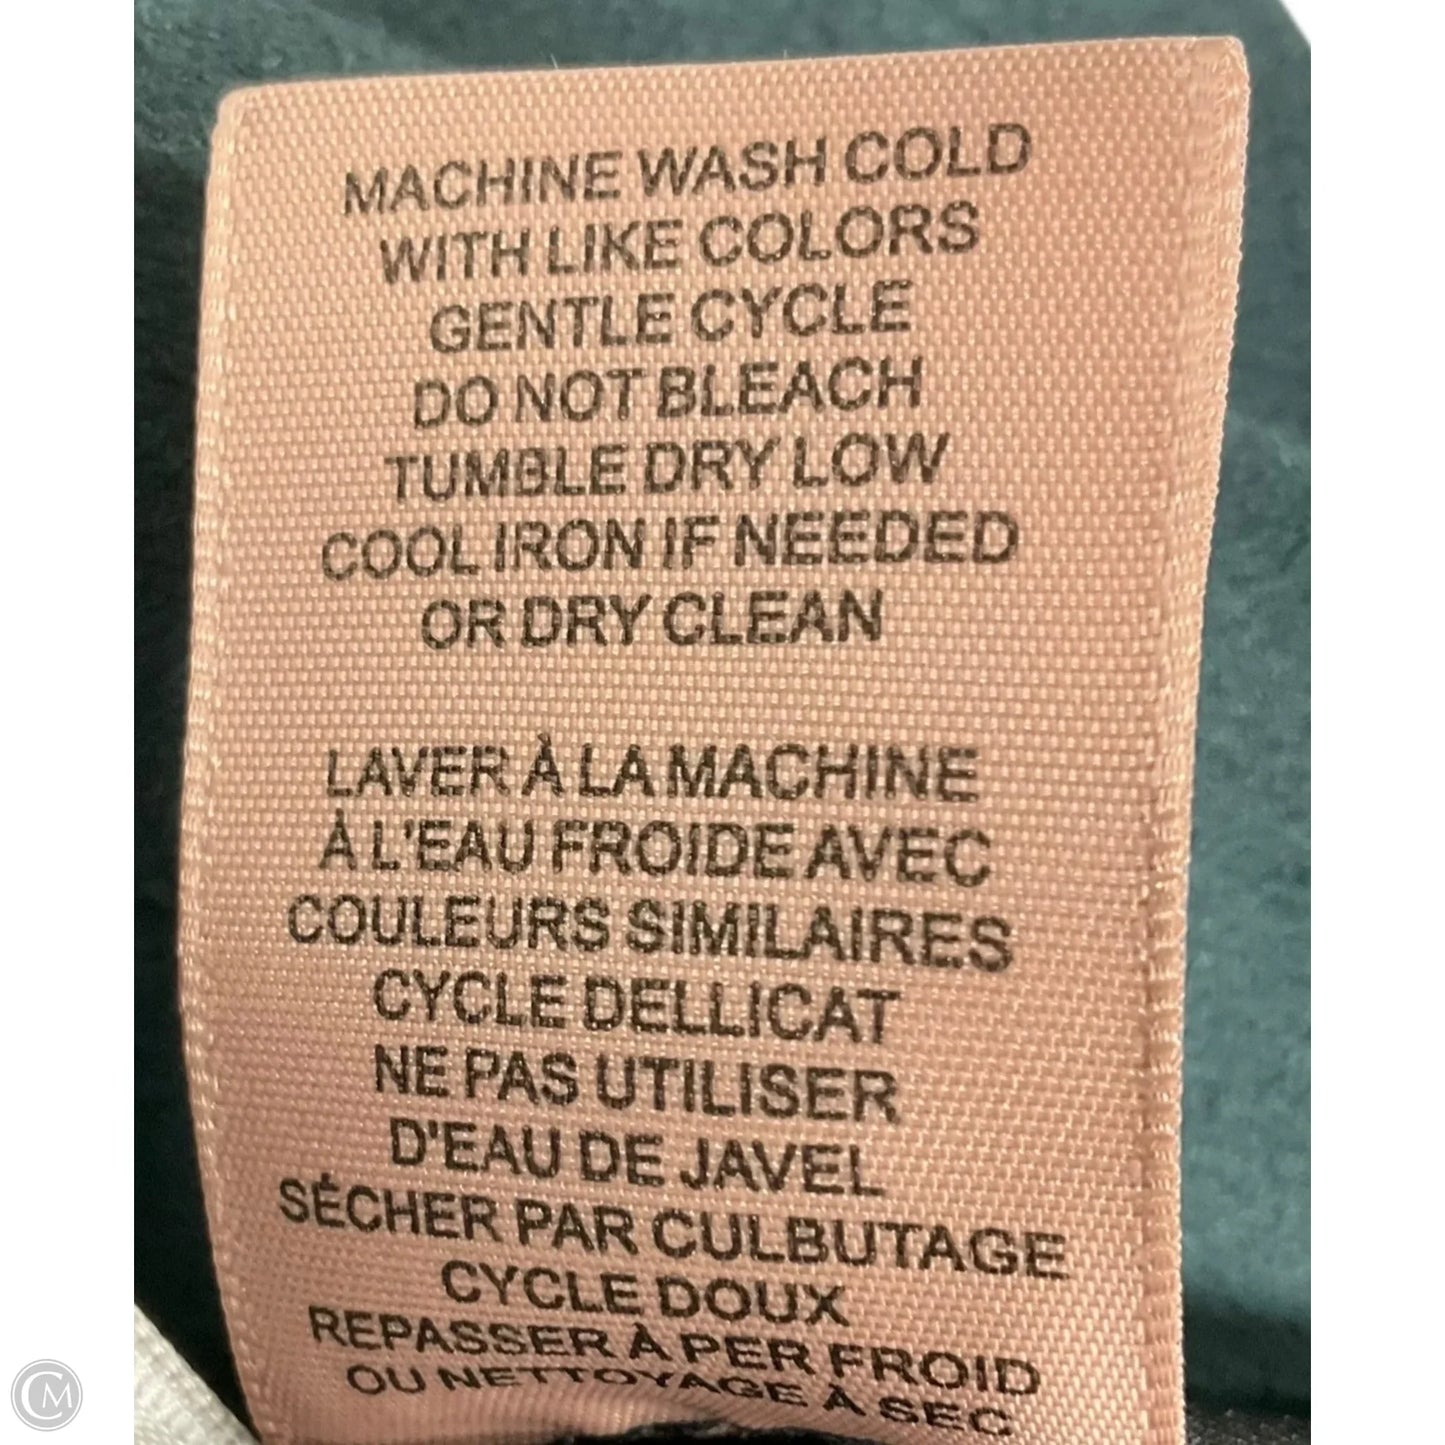 MACHINE WASH COLD
WITH LIKE COLORS
GENTLE CYCLE
DO NOT BLEACH
TUMBLE DRY LOW
COOL IRON IF NEEDED
OR DRY CLEAN
LAVER À LA MACHINE
À L'EAU FROIDE AVEC
COULEURS SIMILAIRES
CYCLE DELLICAT
NE PAS UTILISER
D'EAU DE JAVEL
SÉCHER PAR CULBUTAGE
CYCLE DOUX
REPASSER À PER FROID
OU NETTOYAGE À SEC
CM